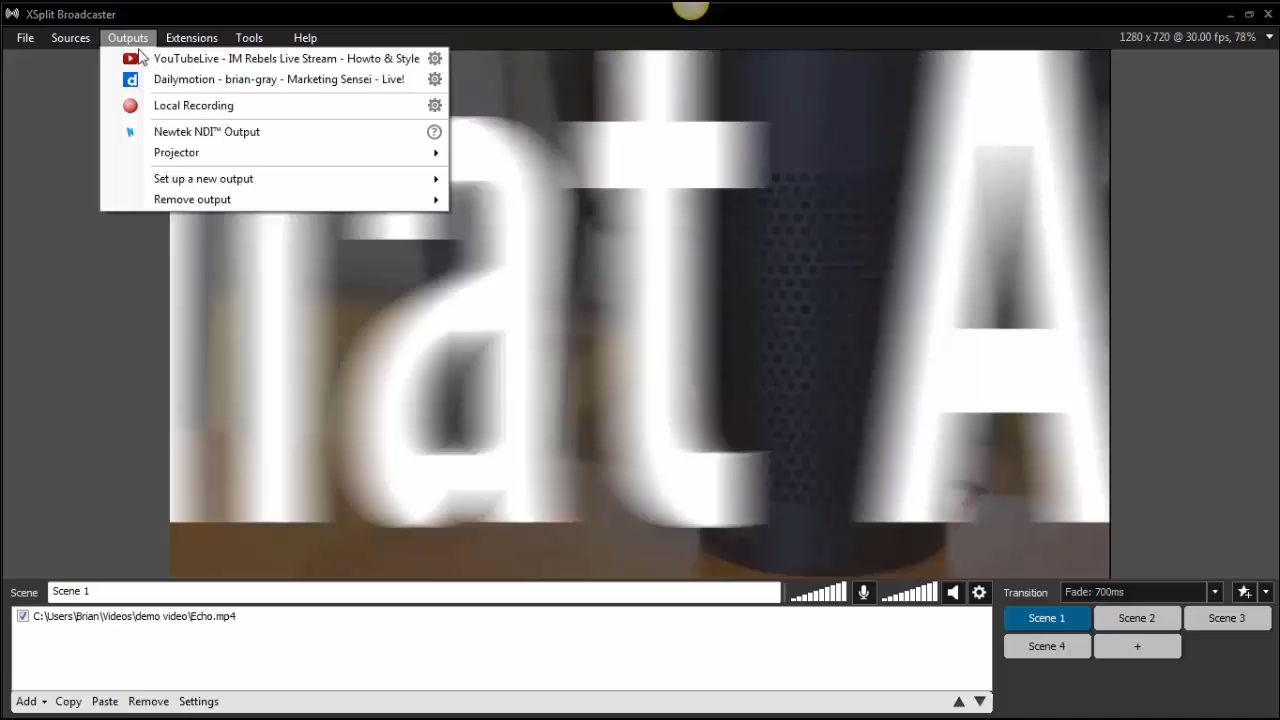 XSplit Broadcaster
File Sources Outputs Extensions Tools Help
1280 x 720 @ 30.00 fps, 78%
YouTubeLive - IM Rebels Live Stream - Howto & Style
Dailymotion - brian-gray - Marketing Sensei - Live!
Local Recording
Newtek NDI™ Output
?
Projector
Set up a new output
Remove output
at A
Scene Scene 1
Transition Fade: 700ms
C:\Users\Brian\Videos\demo video\Echo.mp4
Scene 1 Scene 2 Scene 3
Scene 4 +
Add Copy Paste Remove Settings